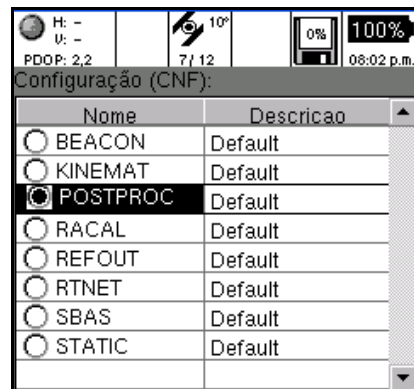 H: -
V: -
PDOP: 2,2
10°
7/ 12
0%
100%
08:02 p.m.
Configuração (CNF):
Nome Descricao
BEACON Default
KINEMAT Default
POSTPROC Default
RACAL Default
REFOUT Default
RTNET Default
SBAS Default
STATIC Default